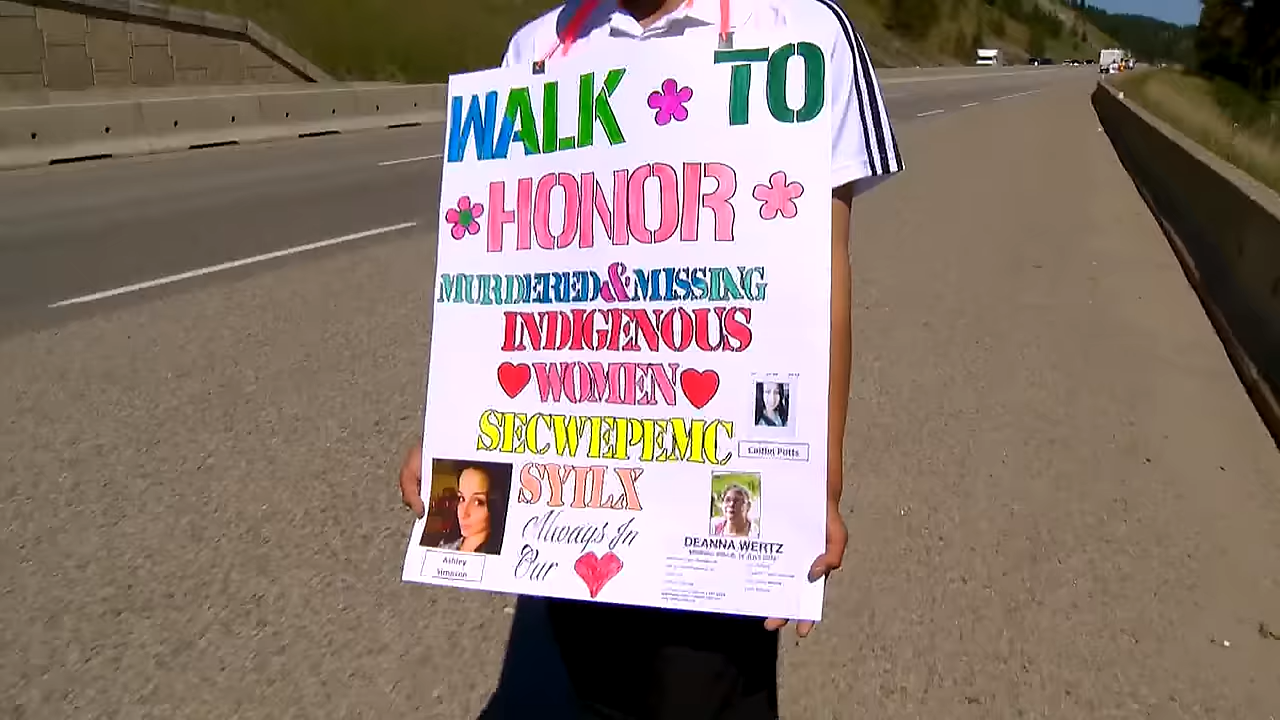 WALK TO
HONOR
MURDERED & MISSING
INDIGENOUS
WOMEN
SECWEPEMC
Caitlin Potts
SYILX
Always In
Our
Ashley
Simpson
DEANNA WERTZ